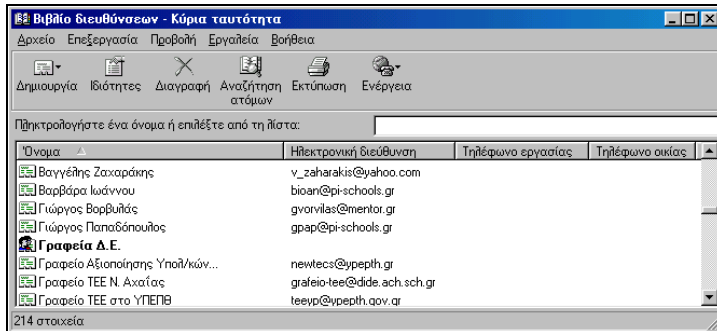 Βιβλίο διευθύνσεων - Κύρια ταυτότητα
Αρχείο Επεξεργασία Προβολή Εργαλεία Βοήθεια
Δημιουργία Ιδιότητες Διαγραφή Αναζήτηση ατόμων Εκτύπωση Ενέργεια
Πληκτρολογήστε ένα όνομα ή επιλέξτε από τη λίστα:
Όνομα Ηλεκτρονική διεύθυνση Τηλέφωνο εργασίας Τηλέφωνο οικίας
Βαγγέλης Ζαχαράκης v_zaharakis@yahoo.com
Βαρβάρα Ιωάννου bioan@pi-schools.gr
Γιώργος Βορβυλάς gvorvilas@mentor.gr
Γιώργος Παπαδόπουλος gpap@pi-schools.gr
Γραφεία Δ.Ε.
Γραφείο Αξιοποίησης Υπολ/κών... newtecs@ypepth.gr
Γραφείο ΤΕΕ Ν. Αχαΐας grafeio-tee@dide.ach.sch.gr
Γραφείο ΤΕΕ στο ΥΠΕΠΘ teeyp@ypepth.gov.gr
214 στοιχεία